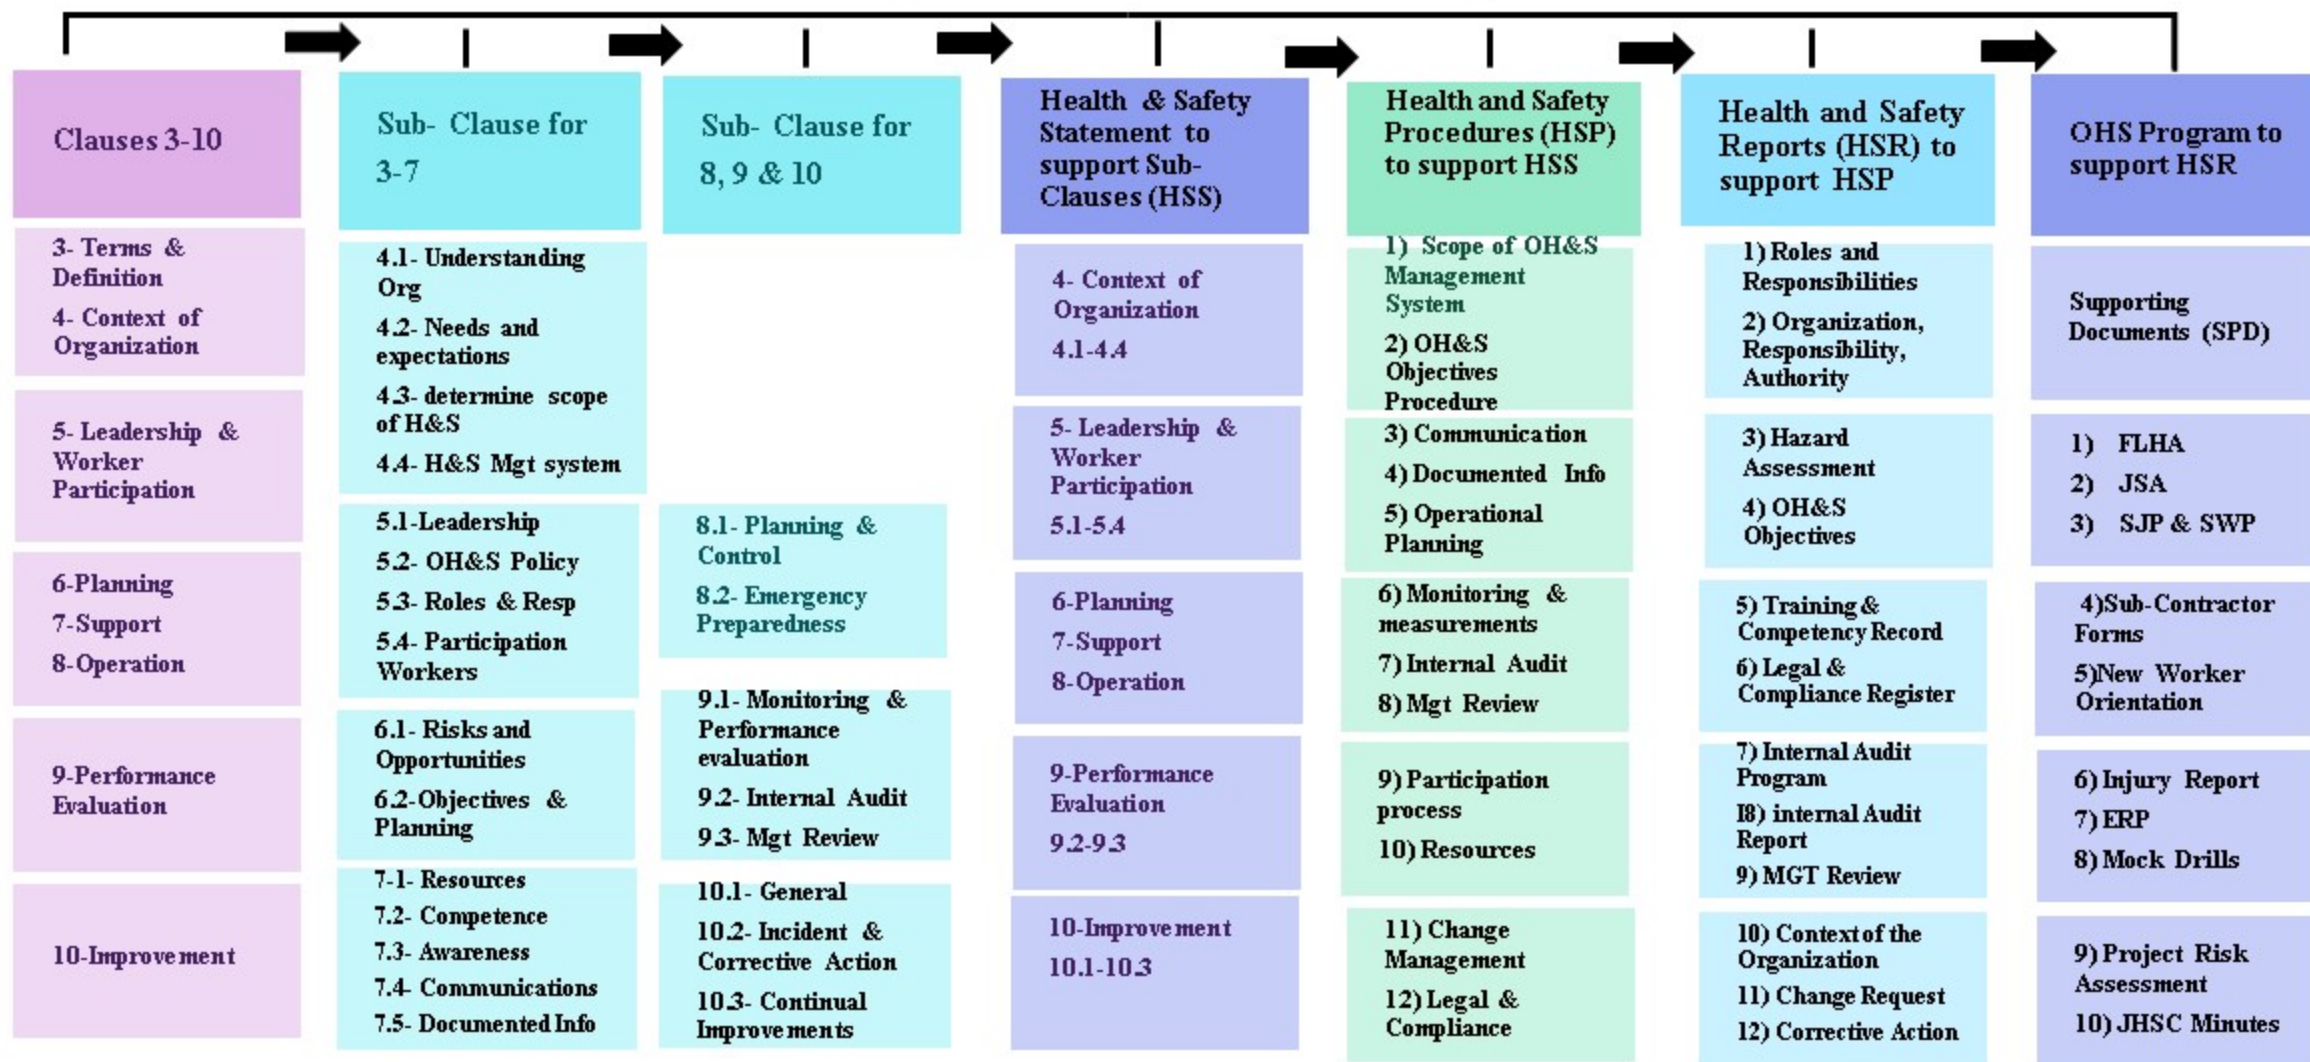 Clauses 3-10
3- Terms &
Definition
4- Context of
Organization
5- Leadership &
Worker
Participation
6-Planning
7-Support
8-Operation
9-Performance
Evaluation
10-Improvement
Sub- Clause for
3-7
4.1- Understanding
Org
4.2- Needs and
expectations
4.3- determine scope
of H&S
4.4- H&S Mgt system
5.1-Leadership
5.2- OH&S Policy
5.3- Roles & Resp
5.4- Participation
Workers
6.1- Risks and
Opportunities
6.2-Objectives &
Planning
7-1- Resources
7.2- Competence
7.3- Awareness
7.4- Communications
7.5- Documented Info
Sub- Clause for
8, 9 & 10
8.1- Planning &
Control
8.2- Emergency
Preparedness
9.1- Monitoring &
Performance
evaluation
9.2- Internal Audit
9.3- Mgt Review
10.1- General
10.2- Incident &
Corrective Action
10.3- Continual
Improvements
Health & Safety
Statement to
support Sub-
Clauses (HSS)
4- Context of
Organization
4.1-4.4
5- Leadership &
Worker
Participation
5.1-5.4
6-Planning
7-Support
8-Operation
9-Performance
Evaluation
9.2-9.3
10-Improvement
10.1-10.3
Health and Safety
Procedures (HSP)
to support HSS
1) Scope of OH&S
Management
System
2) OH&S
Objectives
Procedure
3) Communication
4) Documented Info
5) Operational
Planning
6) Monitoring &
measurements
7) Internal Audit
8) Mgt Review
9) Participation
process
10) Resources
11) Change
Management
12) Legal &
Compliance
Health and Safety
Reports (HSR) to
support HSP
1) Roles and
Responsibilities
2) Organization,
Responsibility,
Authority
3) Hazard
Assessment
4) OH&S
Objectives
5) Training &
Competency Record
6) Legal &
Compliance Register
7) Internal Audit
Program
I8) internal Audit
Report
9) MGT Review
10) Context of the
Organization
11) Change Request
12) Corrective Action
OHS Program to
support HSR
Supporting
Documents (SPD)
1) FLHA
2) JSA
3) SJP & SWP
4)Sub-Contractor
Forms
5)New Worker
Orientation
6) Injury Report
7) ERP
8) Mock Drills
9) Project Risk
Assessment
10) JHSC Minutes